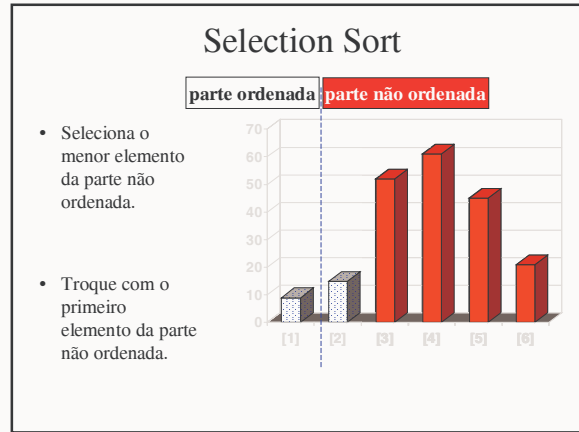 Selection Sort
parte ordenada
parte não ordenada
• Seleciona o
menor elemento
da parte não
ordenada.
• Troque com o
primeiro
elemento da parte
não ordenada.
70
60
50
40
30
20
10
0
[1] [2] [3] [4] [5] [6]